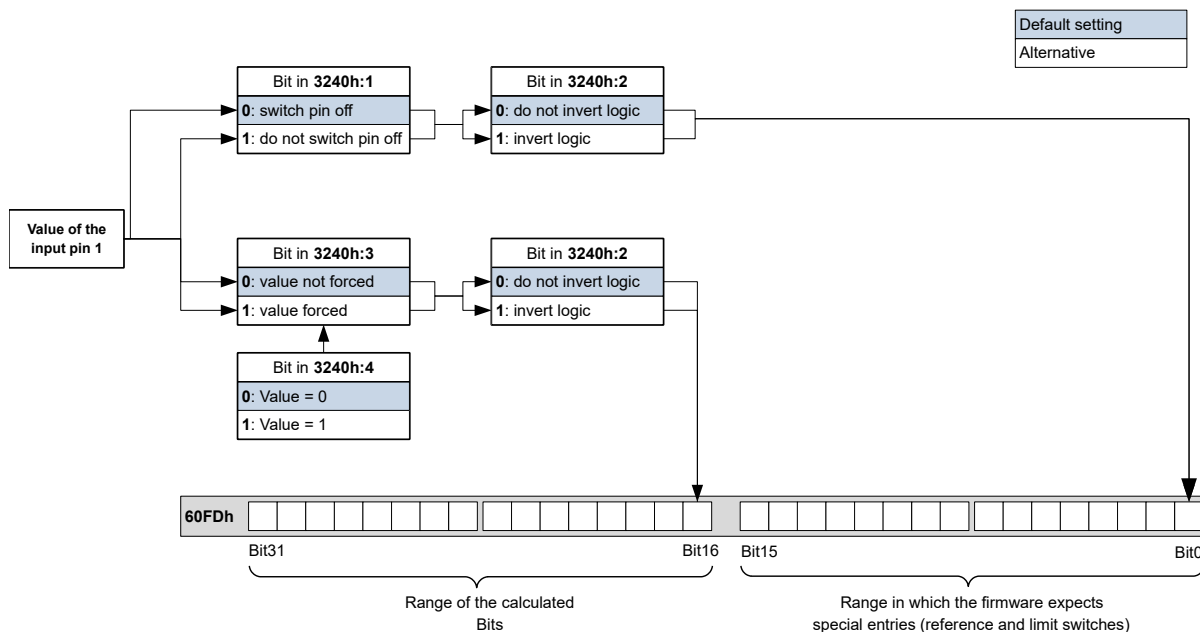 Default setting
Alternative
Bit in 3240h:1
0: switch pin off
1: do not switch pin off
Bit in 3240h:2
0: do not invert logic
1: invert logic
Value of the
input pin 1
Bit in 3240h:3
0: value not forced
1: value forced
Bit in 3240h:2
0: do not invert logic
1: invert logic
Bit in 3240h:4
0: Value = 0
1: Value = 1
60FDh
Bit31
Bit16
Bit15
Bit0
Range of the calculated
Bits
Range in which the firmware expects
special entries (reference and limit switches)